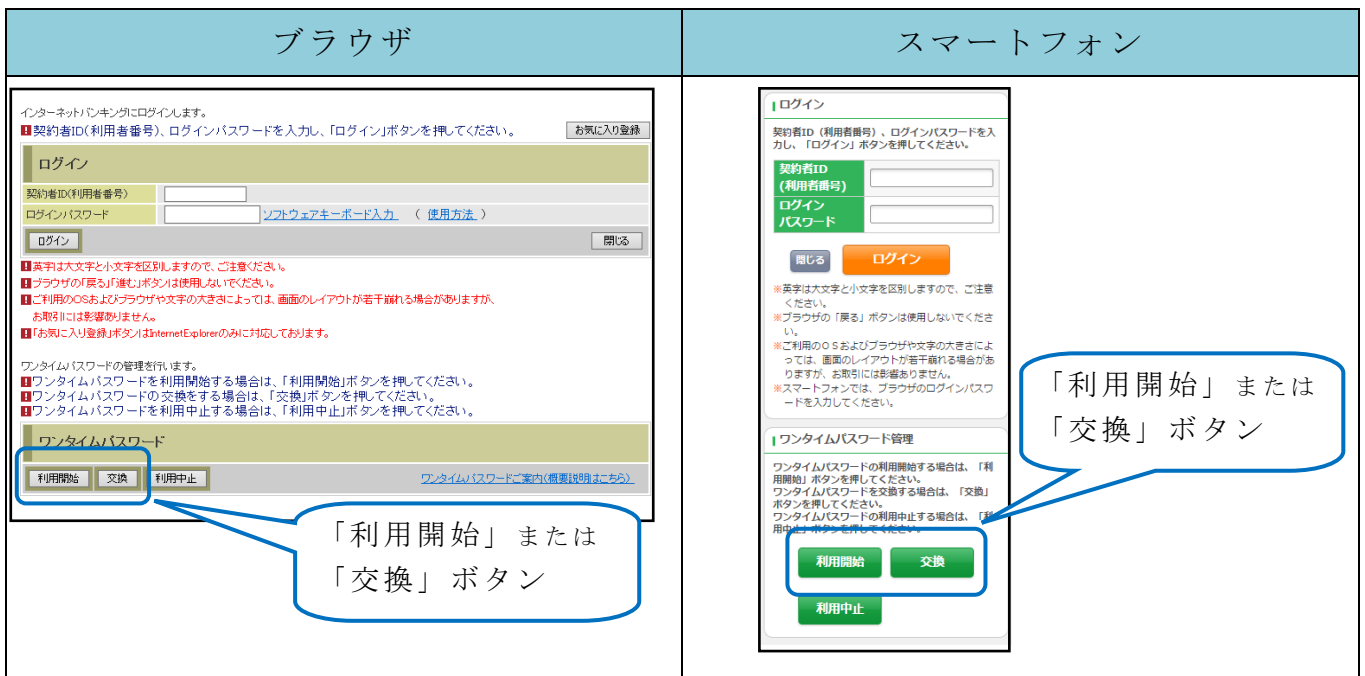 ブラウザ
インターネットバンキングにログインします。
契約者ID(利用者番号)、ログインパスワードを入力し、「ログイン」ボタンを押してください。
お気に入り登録
ログイン
契約者ID(利用者番号)
ログインパスワード
ソフトウェアキーボード入力 ( 使用方法 )
ログイン
閉じる
英字は大文字と小文字を区別しますので、ご注意ください。
ブラウザの「戻る」「進む」ボタンは使用しないでください。
ご利用のOSおよびブラウザや文字の大きさによっては、画面のレイアウトが若干崩れる場合がありますが、
お取引には影響ありません。
「お気に入り登録」ボタンはInternetExplorerのみに対応しております。
ワンタイムパスワードの管理を行います。
ワンタイムパスワードを利用開始する場合は、「利用開始」ボタンを押してください。
ワンタイムパスワードの交換をする場合は、「交換」ボタンを押してください。
ワンタイムパスワードを利用中止する場合は、「利用中止」ボタンを押してください。
ワンタイムパスワード
利用開始 交換 利用中止
ワンタイムパスワードご案内(概要説明はこちら)
「利用開始」または
「交換」ボタン
スマートフォン
ログイン
契約者ID(利用者番号)、ログインパスワードを入
力し、「ログイン」ボタンを押してください。
契約者ID
(利用者番号)
ログイン
パスワード
閉じる ログイン
※英字は大文字と小文字を区別しますので、ご注意
ください。
※ブラウザの「戻る」ボタンは使用しないでくださ
い。
※ご利用のOSおよびブラウザや文字の大きさによ
っては、画面のレイアウトが若干崩れる場合があ
りますが、お取引には影響ありません。
※スマートフォンでは、ブラウザのログインパスワ
ードを入力してください。
ワンタイムパスワード管理
ワンタイムパスワードの利用開始する場合は、「利
用開始」ボタンを押してください。
ワンタイムパスワードを交換する場合は、「交換」
ボタンを押してください。
ワンタイムパスワードの利用中止する場合は、「利
用中止」ボタンを押してください。
利用開始 交換
利用中止
「利用開始」または
「交換」ボタン